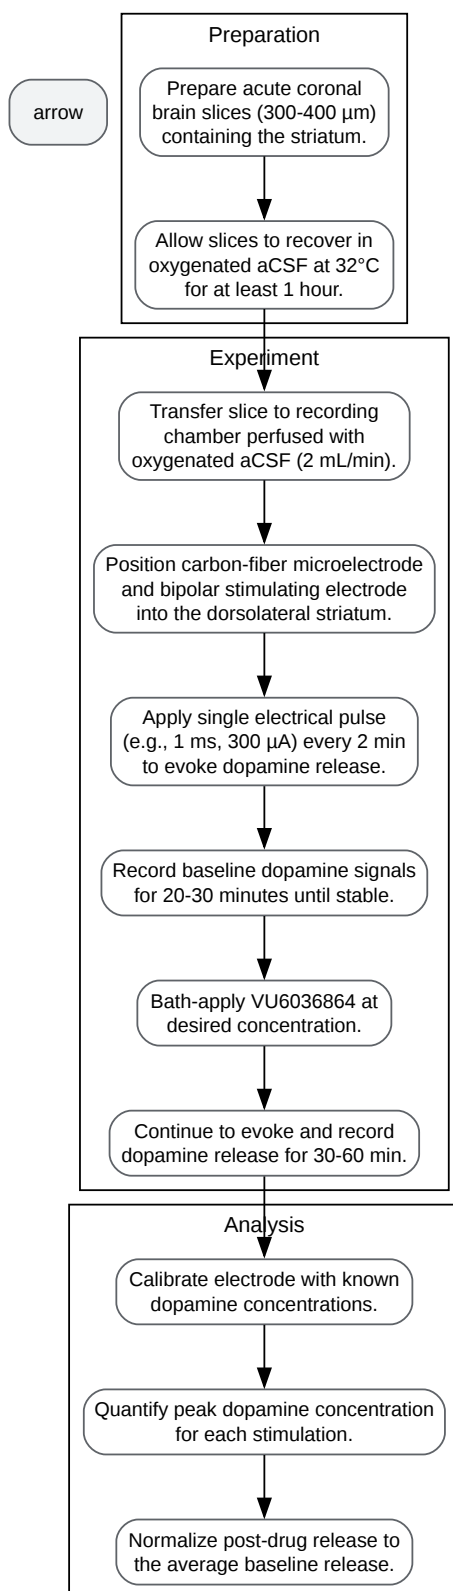 Preparation
arrow
Prepare acute coronal
brain slices (300-400 µm)
containing the striatum.
Allow slices to recover in
oxygenated aCSF at 32°C
for at least 1 hour.
Experiment
Transfer slice to recording
chamber perfused with
oxygenated aCSF (2 mL/min).
Position carbon-fiber microelectrode
and bipolar stimulating electrode
into the dorsolateral striatum.
Apply single electrical pulse
(e.g., 1 ms, 300 µA) every 2 min
to evoke dopamine release.
Record baseline dopamine signals
for 20-30 minutes until stable.
Bath-apply VU6036864 at
desired concentration.
Continue to evoke and record
dopamine release for 30-60 min.
Analysis
Calibrate electrode with known
dopamine concentrations.
Quantify peak dopamine concentration
for each stimulation.
Normalize post-drug release to
the average baseline release.